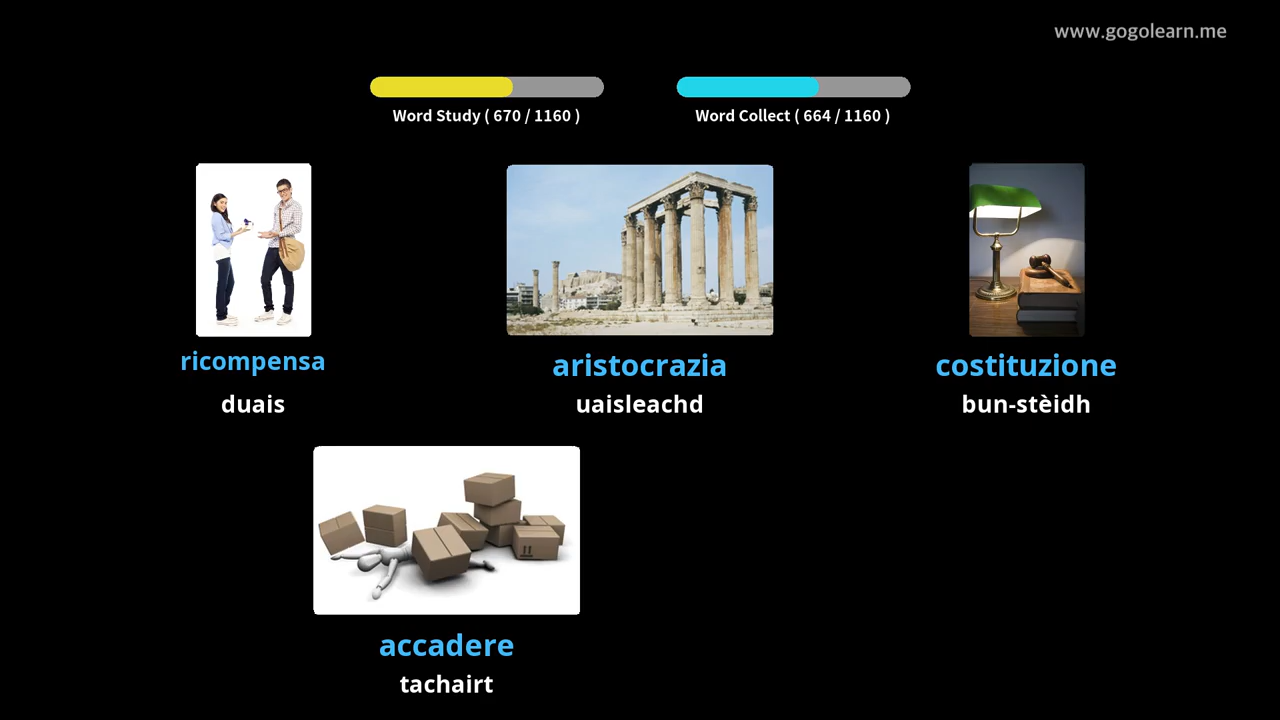 www.gogolearn.me
Word Study ( 670 / 1160 )
Word Collect ( 664 / 1160 )
ricompensa
duais
aristocrazia
uaisleachd
costituzione
bun-stèidh
accadere
tachairt